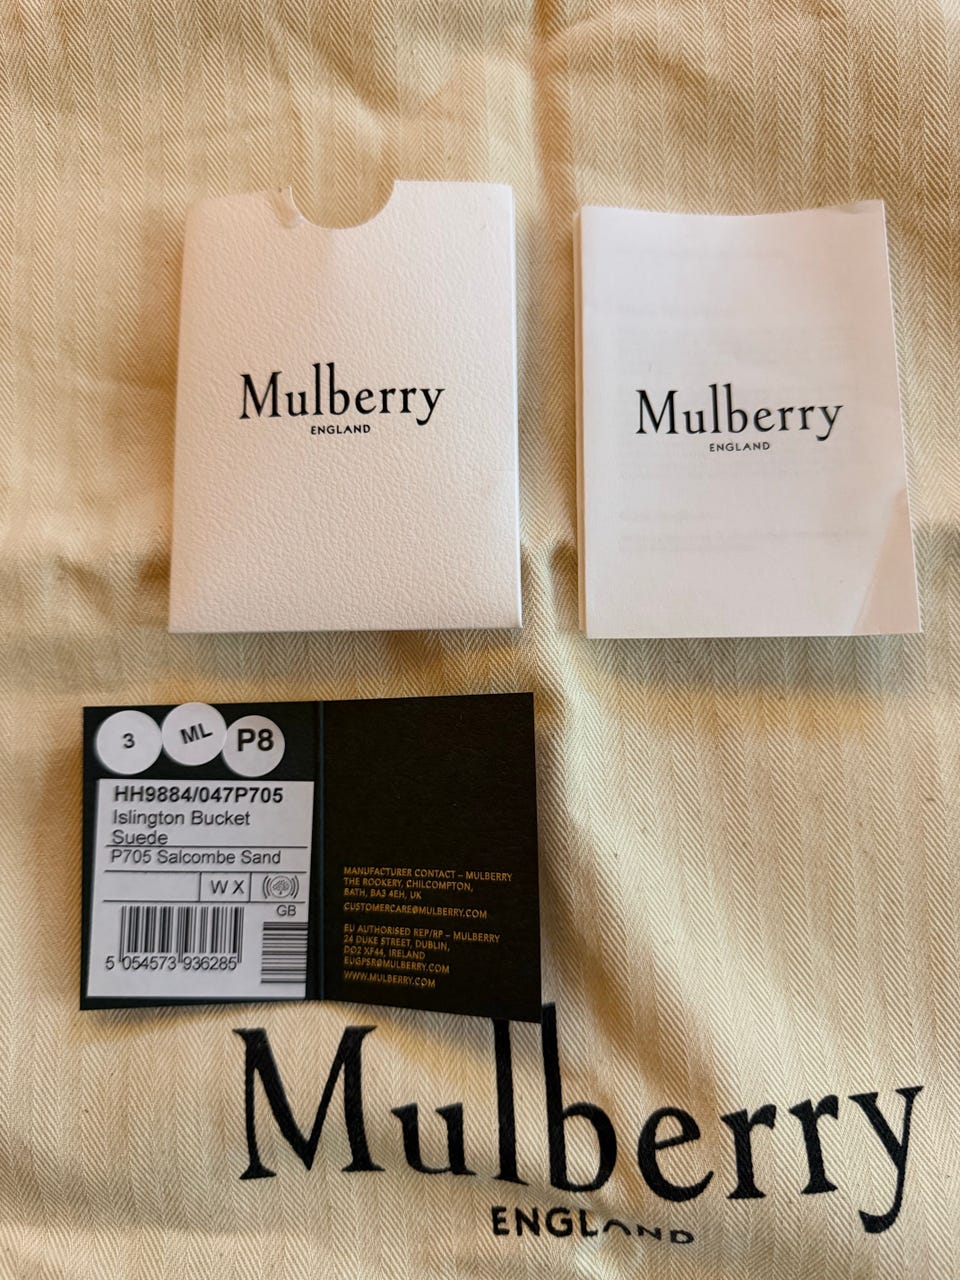 Mulberry
ENGLAND
Mulberry
ENGLAND
3
ML
P8
HH9884/047P705
Islington Bucket
Suede
P705 Salcombe Sand
W X
GB
5 054573 936285
MANUFACTURER CONTACT – MULBERRY
THE ROOKERY, CHILCOMPTON,
BATH, BA3 4EH, UK
CUSTOMERCARE@MULBERRY.COM
EU AUTHORISED REP/RP – MULBERRY
24 DUKE STREET, DUBLIN,
DO2 XF44, IRELAND
EUGPSR@MULBERRY.COM
WWW.MULBERRY.COM
Mulberry
ENGLAND